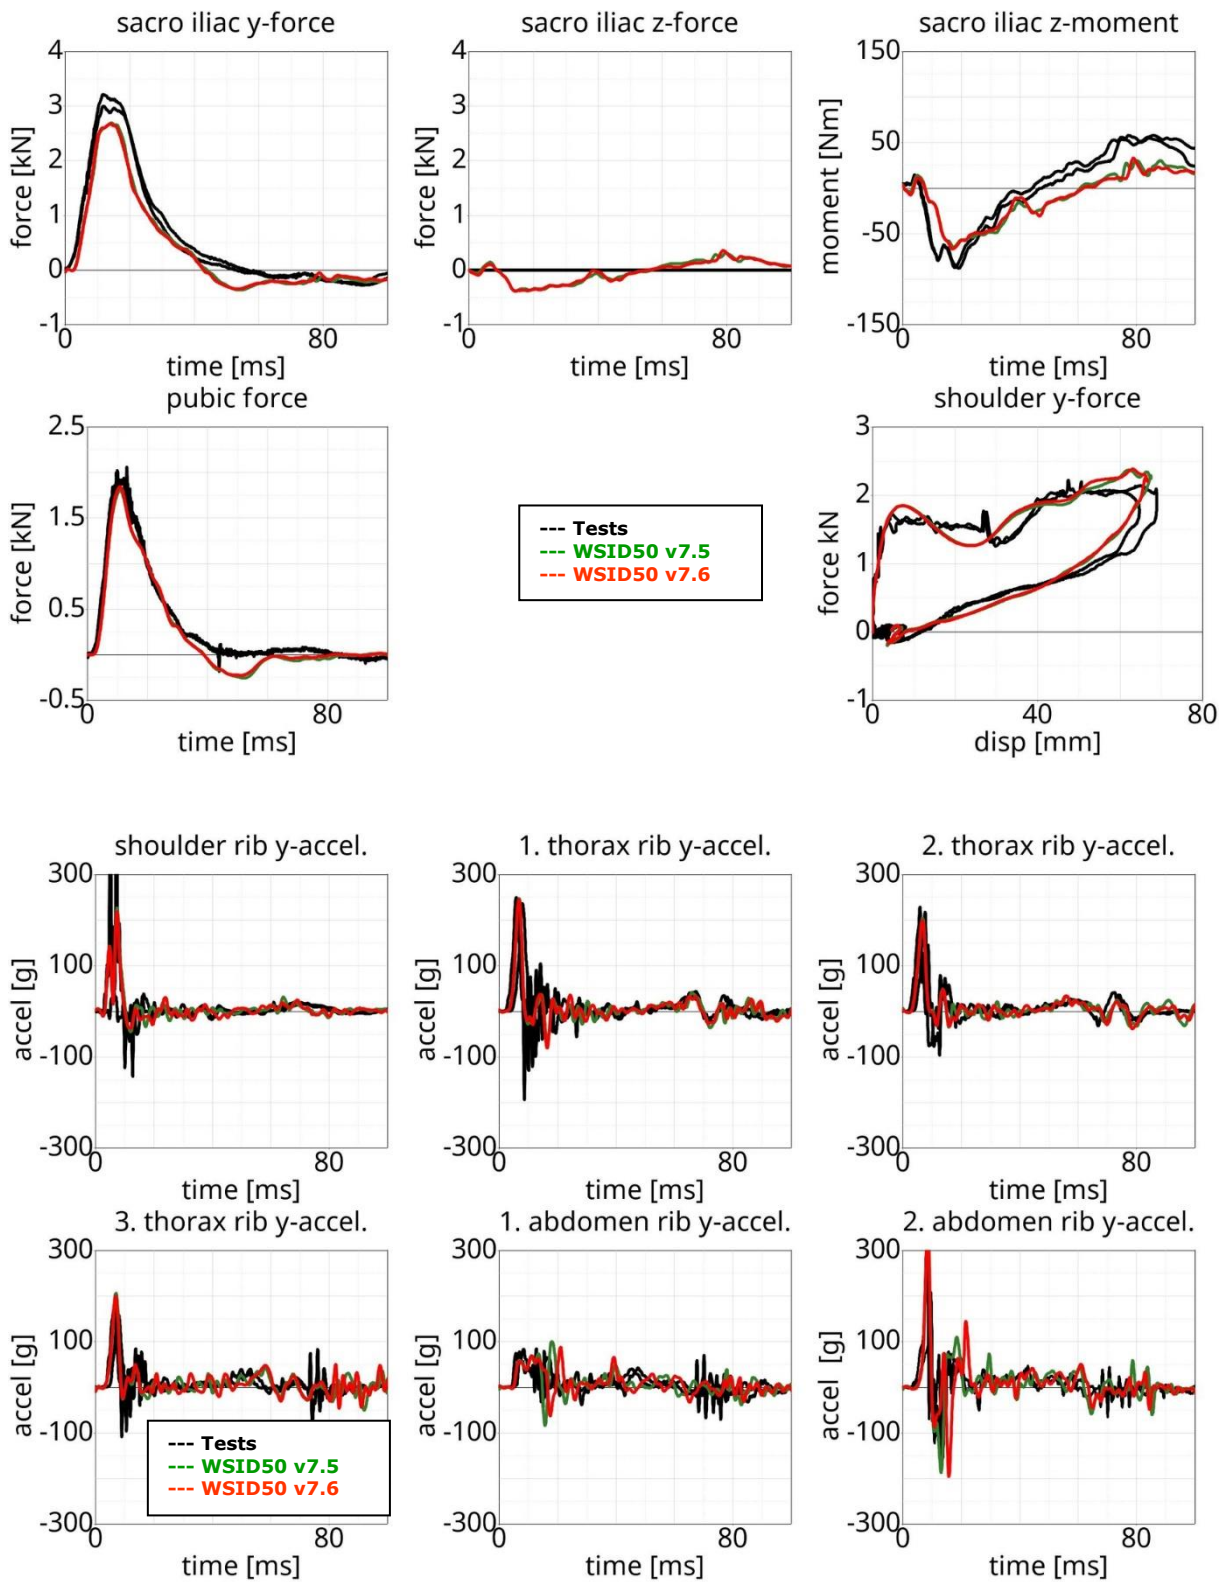 sacro iliac y-force
sacro iliac z-force
sacro iliac z-moment
4
3
2
1
0
-1
force [kN]
0
80
time [ms]
4
3
2
1
0
-1
force [kN]
0
80
time [ms]
150
50
-50
-150
moment [Nm]
0
80
time [ms]
pubic force
shoulder y-force
2.5
1.5
0.5
-0.5
force [kN]
0
80
time [ms]
--- Tests
--- WSID50 v7.5
--- WSID50 v7.6
3
2
1
0
-1
force kN
0
40
80
disp [mm]
shoulder rib y-accel.
1. thorax rib y-accel.
2. thorax rib y-accel.
300
100
-100
-300
accel [g]
0
80
time [ms]
300
100
-100
-300
accel [g]
0
80
time [ms]
300
100
-100
-300
accel [g]
0
80
time [ms]
3. thorax rib y-accel.
1. abdomen rib y-accel.
2. abdomen rib y-accel.
300
100
-100
-300
accel [g]
0
80
time [ms]
--- Tests
--- WSID50 v7.5
--- WSID50 v7.6
300
100
-100
-300
accel [g]
0
80
time [ms]
300
100
-100
-300
accel [g]
0
80
time [ms]